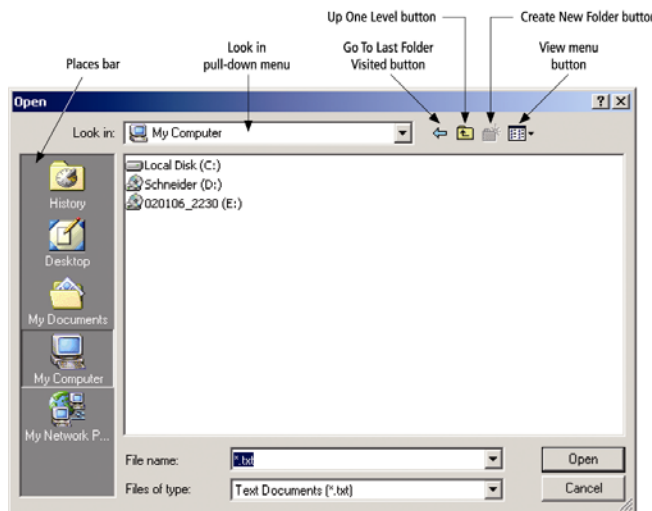 Up One Level button
Create New Folder button
Look in
pull-down menu
Go To Last Folder
Visited button
View menu
button
Places bar
Open
Look in:
My Computer
History
Desktop
My Documents
My Computer
My Network P...
Local Disk (C:)
Schneider (D:)
020106_2230 (E:)
File name:
*.txt
Open
Files of type:
Text Documents (*.txt)
Cancel